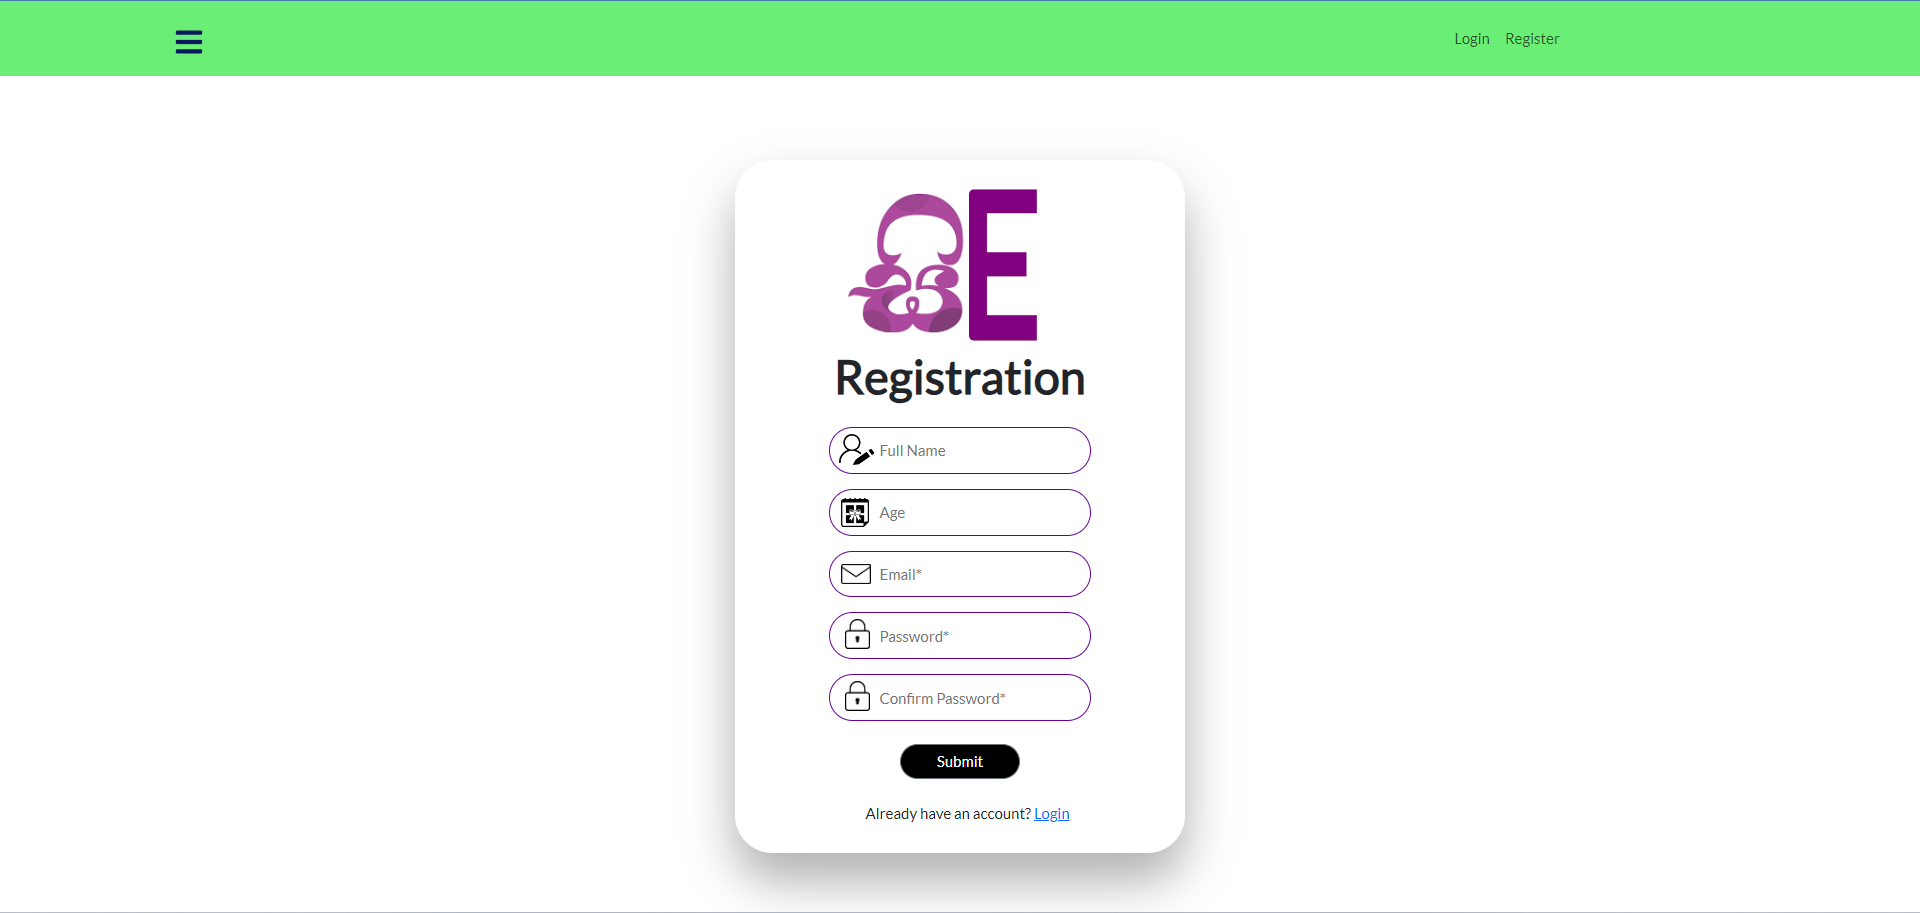 Login Register
E
Registration
Full Name
Age
Email*
Password*
Confirm Password*
Submit
Already have an account? Login